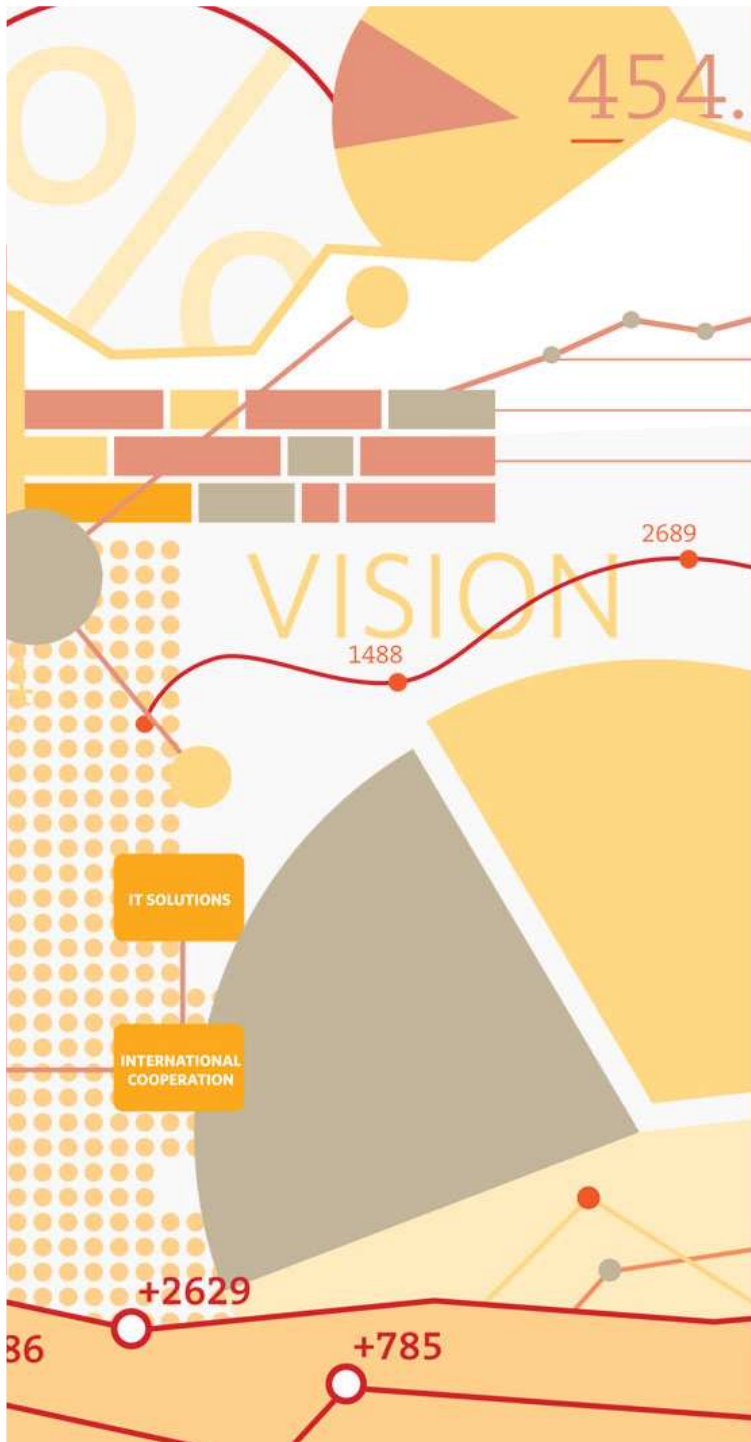 %
454.
2689
VISION
1488
IT SOLUTIONS
INTERNATIONAL
COOPERATION
+2629
86
+785